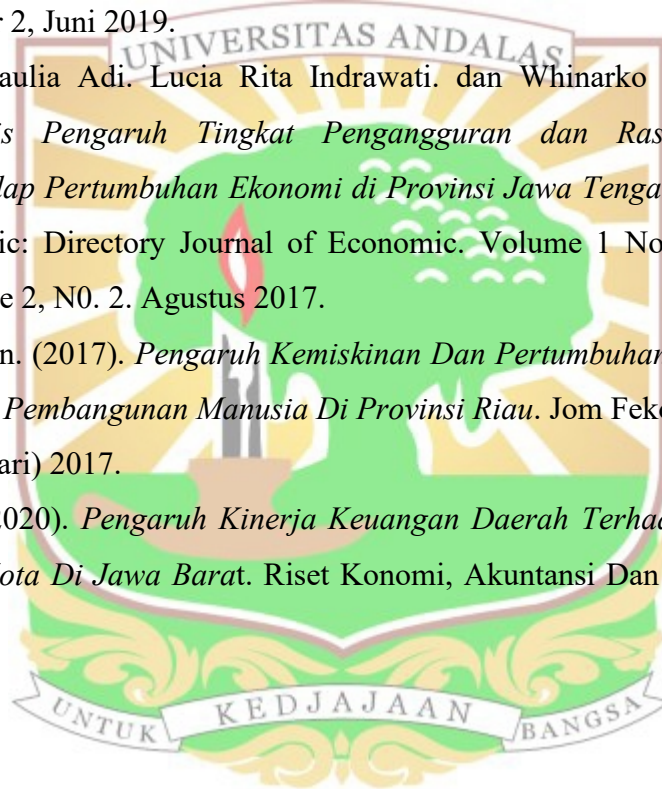 r 2, Juni 2019.
UNIVERSITAS ANDALAS
aulia Adi. Lucia Rita Indrawati. dan Whinarko
is Pengaruh Tingkat Pengangguran dan Ras
lap Pertumbuhan Ekonomi di Provinsi Jawa Tenga
ic: Directory Journal of Economic. Volume 1 No
e 2, N0. 2. Agustus 2017.
n. (2017). Pengaruh Kemiskinan Dan Pertumbuhan
Pembangunan Manusia Di Provinsi Riau. Jom Feko
ari) 2017.
2020). Pengaruh Kinerja Keuangan Daerah Terhad
Kota Di Jawa Barat. Riset Konomi, Akuntansi Dan
UNTUK KEDJAJAAN BANGSA